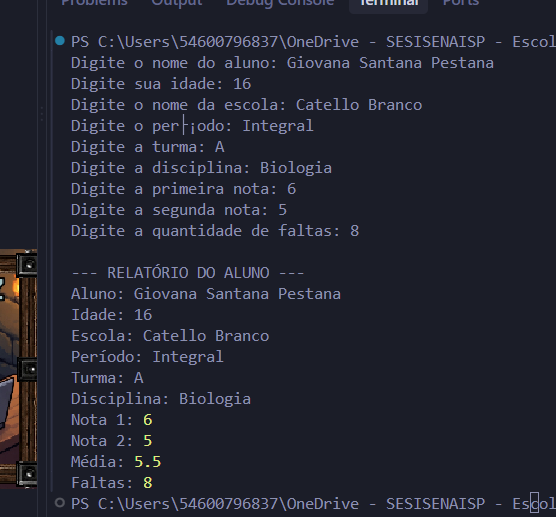 Problems Output Debug Console Terminal Ports
PS C:\Users\54600796837\OneDrive - SESISENAISP - Escol
Digite o nome do aluno: Giovana Santana Pestana
Digite sua idade: 16
Digite o nome da escola: Catello Branco
Digite o per├¡odo: Integral
Digite a turma: A
Digite a disciplina: Biologia
Digite a primeira nota: 6
Digite a segunda nota: 5
Digite a quantidade de faltas: 8
--- RELATÓRIO DO ALUNO ---
Aluno: Giovana Santana Pestana
Idade: 16
Escola: Catello Branco
Período: Integral
Turma: A
Disciplina: Biologia
Nota 1: 6
Nota 2: 5
Média: 5.5
Faltas: 8
PS C:\Users\54600796837\OneDrive - SESISENAISP - Escol